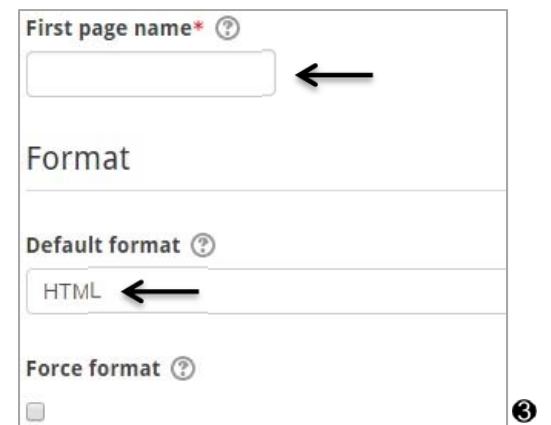 First page name* ?
Format
Default format ?
HTML
Force format ?
❸